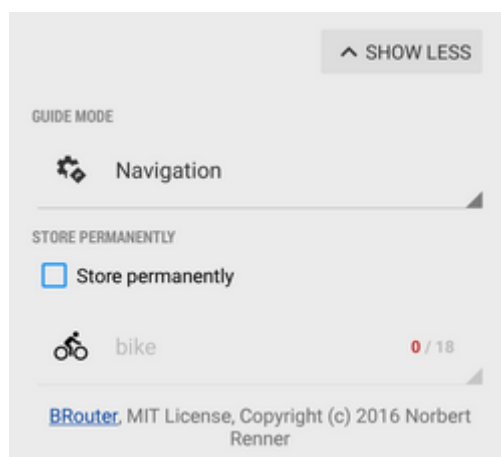 SHOW LESS
GUIDE MODE
Navigation
STORE PERMANENTLY
Store permanently
bike 0 / 18
BRouter, MIT License, Copyright (c) 2016 Norbert
Renner